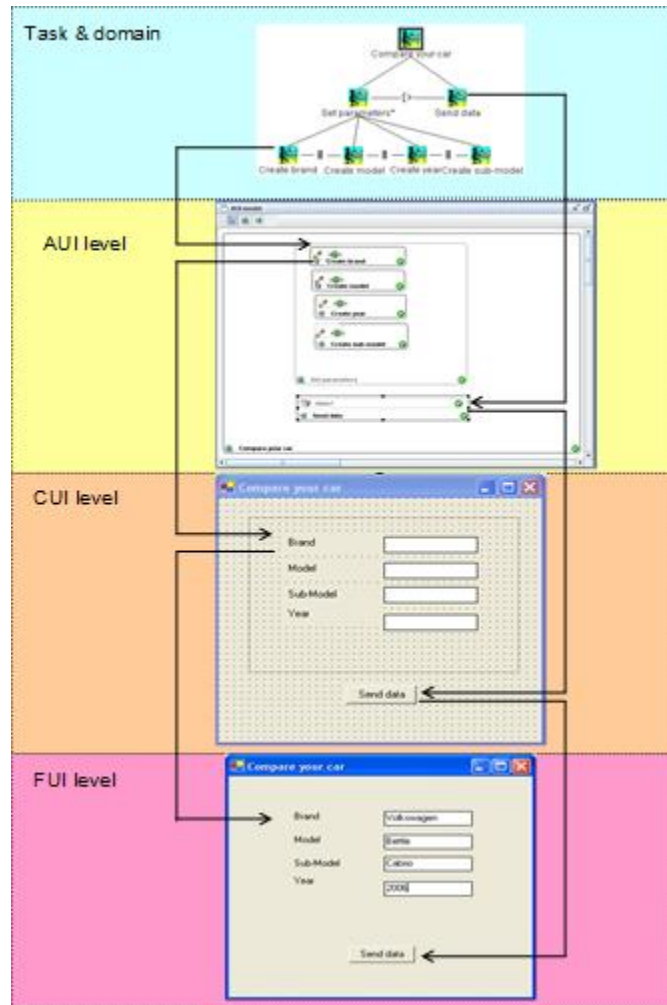 Task & domain
Compare your car
Set parameters*
Send data
Create brand
Create model
Create year
Create sub-model
AUI level
Create brand
Create model
Create year
Create sub-model
Set parameters
Send data
Compare your car
CUI level
Compare your car
Brand
Model
Sub-Model
Year
Send data
FUI level
Compare your car
Brand
Volkswagen
Model
Sub-Model
Cabrio
Year
2006
Send data